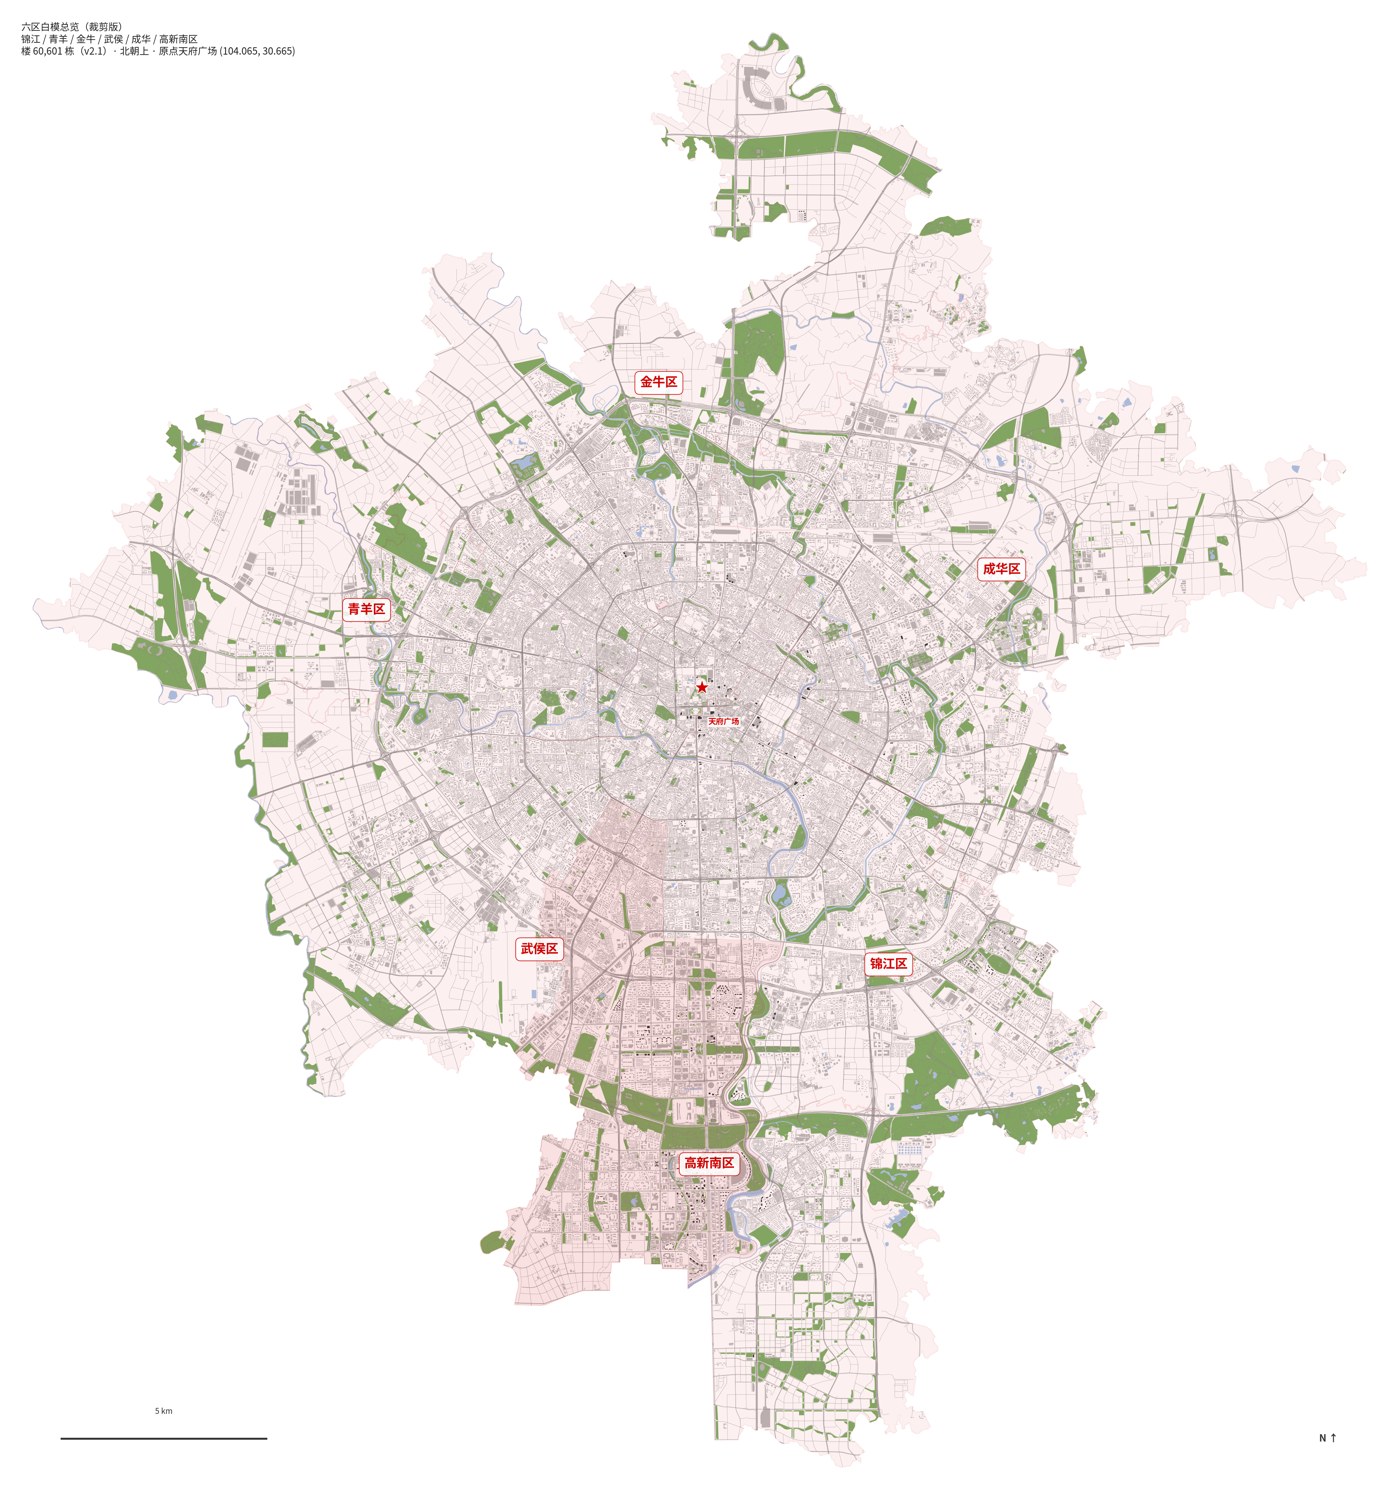 六区白模总览（裁剪版）
锦江 / 青羊 / 金牛 / 武侯 / 成华 / 高新南区
楼 60,601 栋（v2.1）· 北朝上 · 原点天府广场 (104.065, 30.665)
金牛区
成华区
青羊区
天府广场
武侯区
锦江区
高新南区
5 km
N ↑